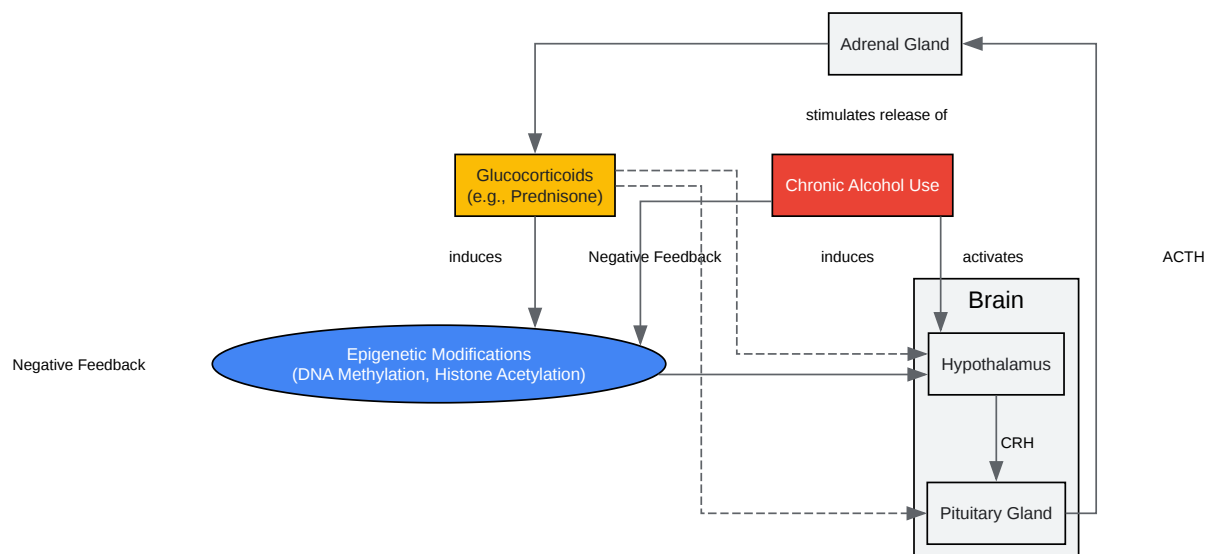 Adrenal Gland
stimulates release of
Glucocorticoids
(e.g., Prednisone)
Chronic Alcohol Use
induces
Negative Feedback
induces
activates
ACTH
Brain
Epigenetic Modifications
(DNA Methylation, Histone Acetylation)
Negative Feedback
Hypothalamus
CRH
Pituitary Gland